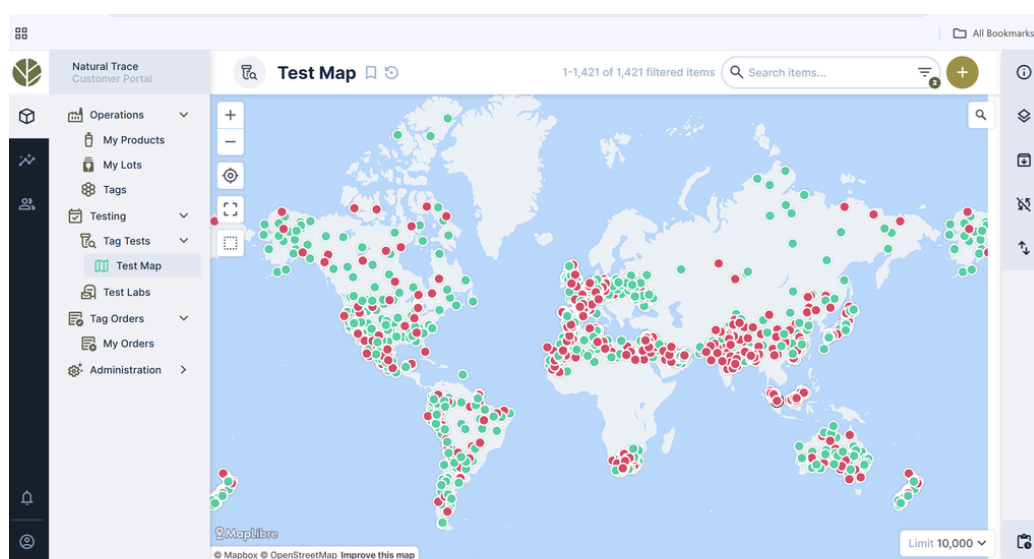 All Bookmarks
Natural Trace
Customer Portal
Test Map
1-1,421 of 1,421 filtered items
Search items...
2
Operations
My Products
My Lots
Tags
Testing
Tag Tests
Test Map
Test Labs
Tag Orders
My Orders
Administration
MapLibre
© Mapbox © OpenStreetMap Improve this map
Limit 10,000